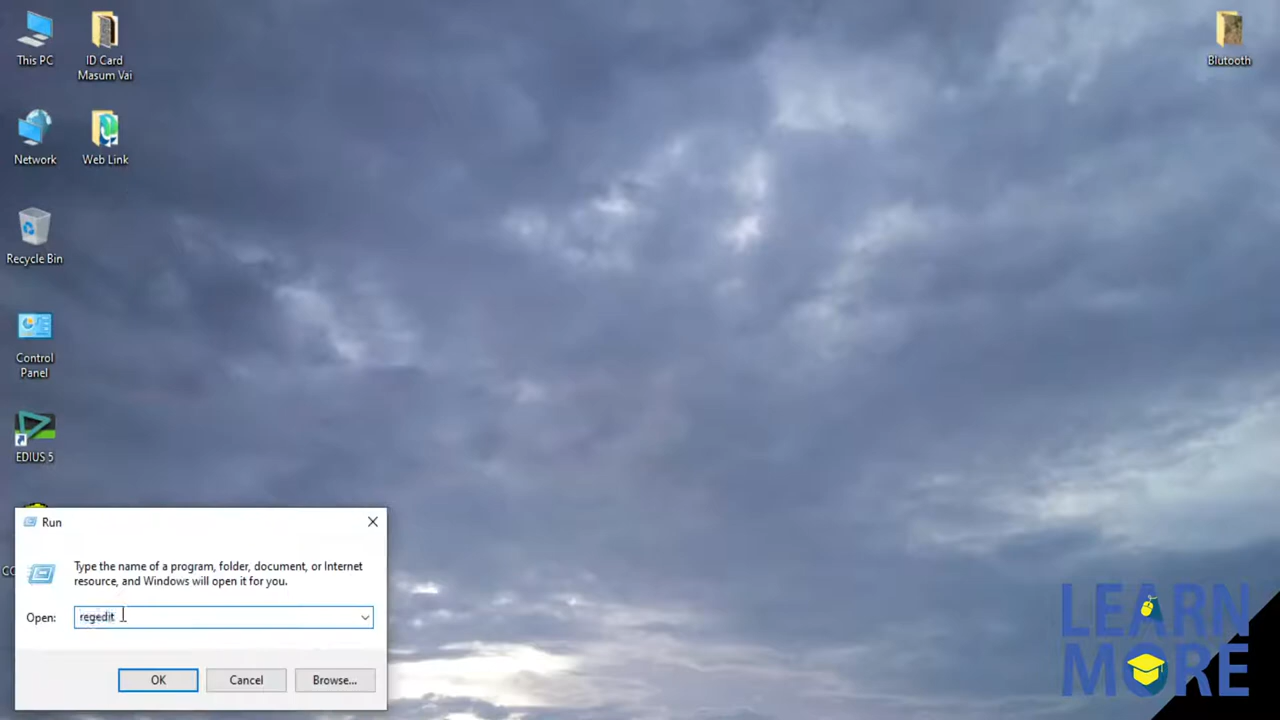 This PC
ID Card
Masum Vai
Blutooth
Network
Web Link
Recycle Bin
Control
Panel
EDIUS 5
Run
Type the name of a program, folder, document, or Internet
resource, and Windows will open it for you.
Open:
regedit
OK
Cancel
Browse...
LEARN
MORE